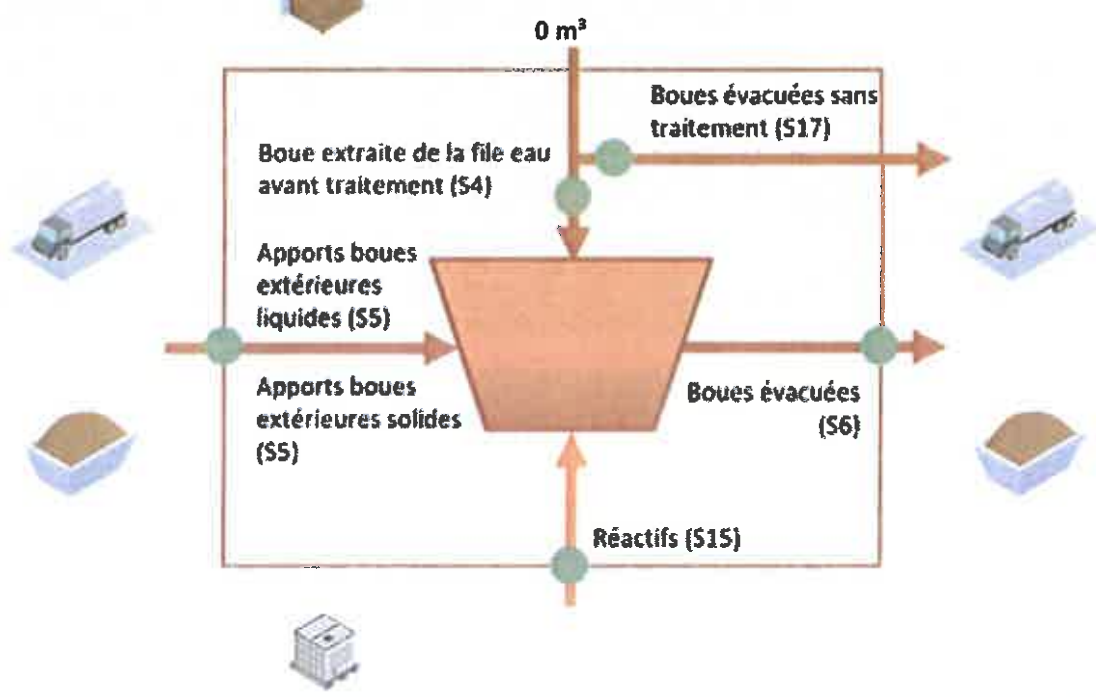 0 m³
Boues évacuées sans
traitement (S17)
Boue extraite de la file eau
avant traitement (S4)
Apports boues
extérieures
liquides (S5)
Apports boues
extérieures solides
(S5)
Boues évacuées
(S6)
Réactifs (S15)